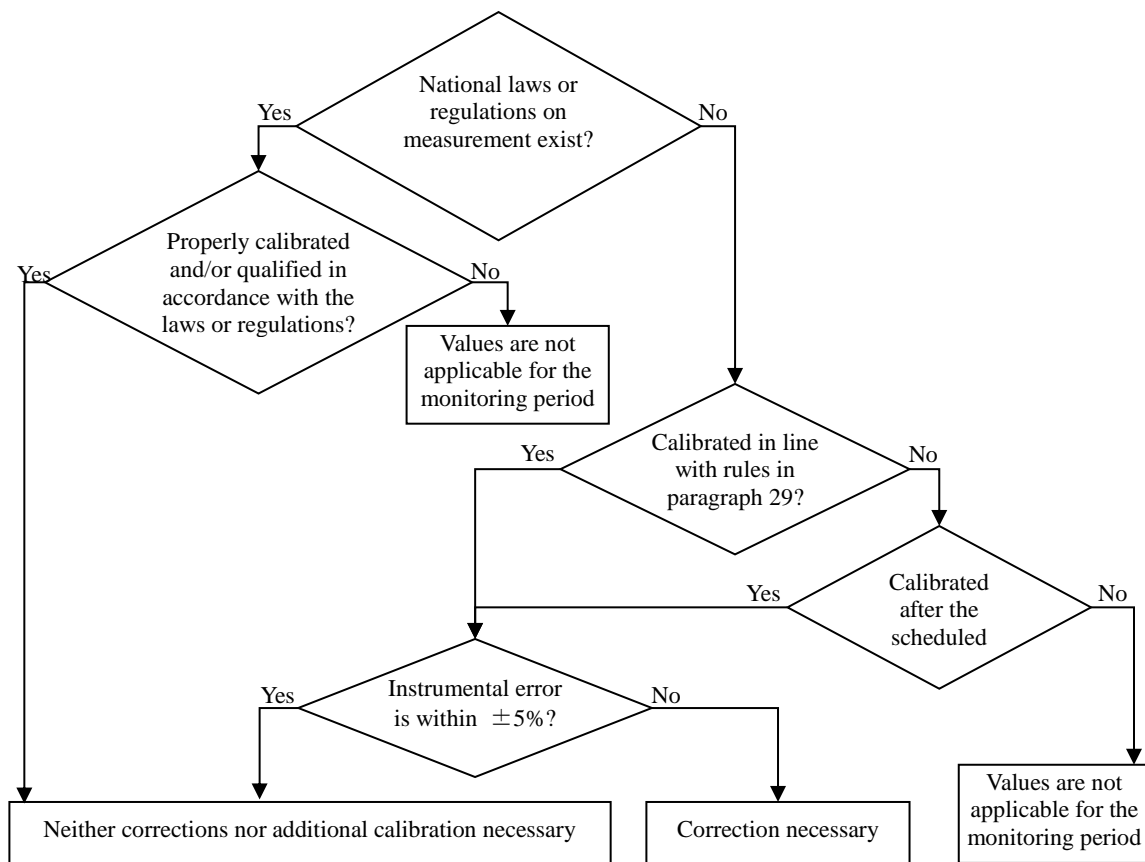 National laws or
regulations on
measurement exist?
Yes
No
Properly calibrated
and/or qualified in
accordance with the
laws or regulations?
Yes
No
Values are not
applicable for the
monitoring period
Calibrated in line
with rules in
paragraph 29?
Yes
No
Calibrated
after the
scheduled
Yes
No
Instrumental error
is within ±5%?
Yes
No
Values are not
applicable for the
monitoring period
Neither corrections nor additional calibration necessary
Correction necessary